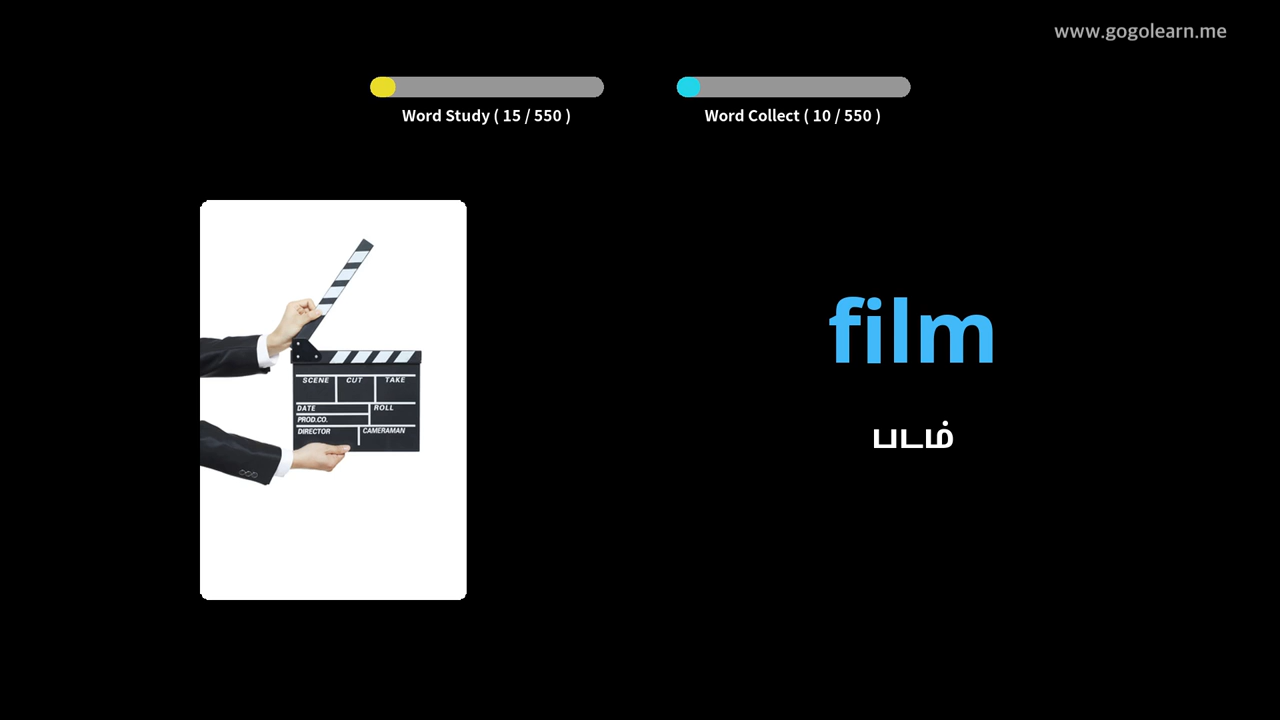 www.gogolearn.me
Word Study ( 15 / 550 )
Word Collect ( 10 / 550 )
SCENE CUT TAKE
DATE ROLL
PROD.CO.
DIRECTOR CAMERAMAN
film
படம்